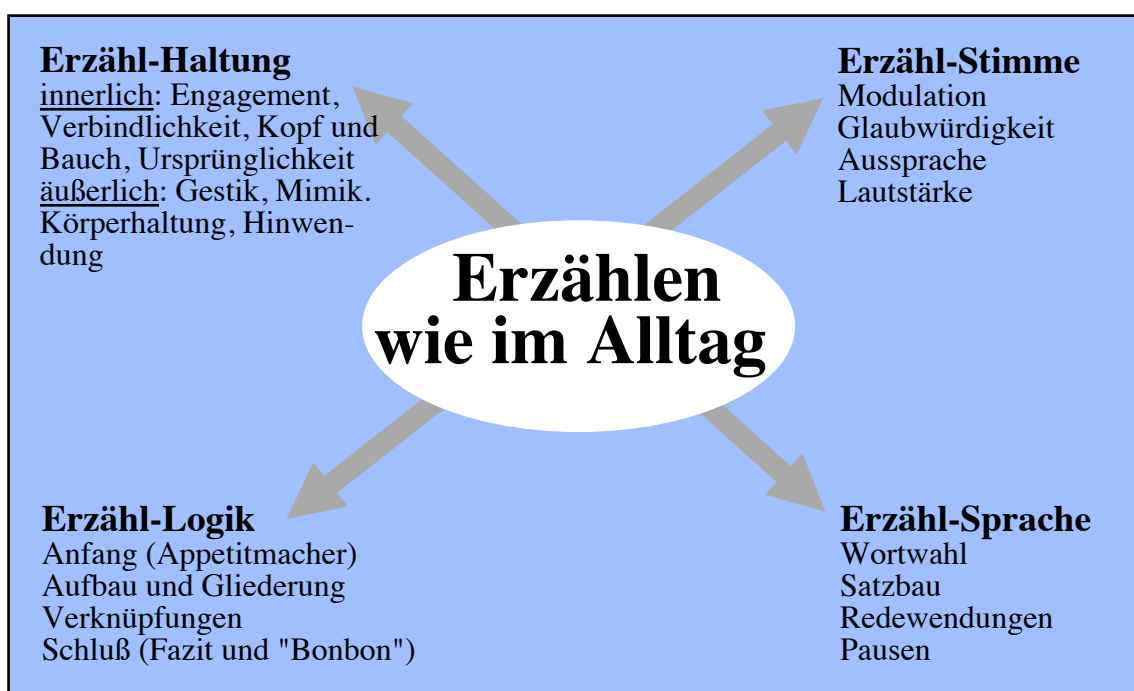 Erzähl-Haltung
innerlich: Engagement,
Verbindlichkeit, Kopf und
Bauch, Ursprünglichkeit
äußerlich: Gestik, Mimik.
Körperhaltung, Hinwen-
dung
Erzähl-Stimme
Modulation
Glaubwürdigkeit
Aussprache
Lautstärke
Erzählen
wie im Alltag
Erzähl-Logik
Anfang (Appetitmacher)
Aufbau und Gliederung
Verknüpfungen
Schluß (Fazit und "Bonbon")
Erzähl-Sprache
Wortwahl
Satzbau
Redewendungen
Pausen